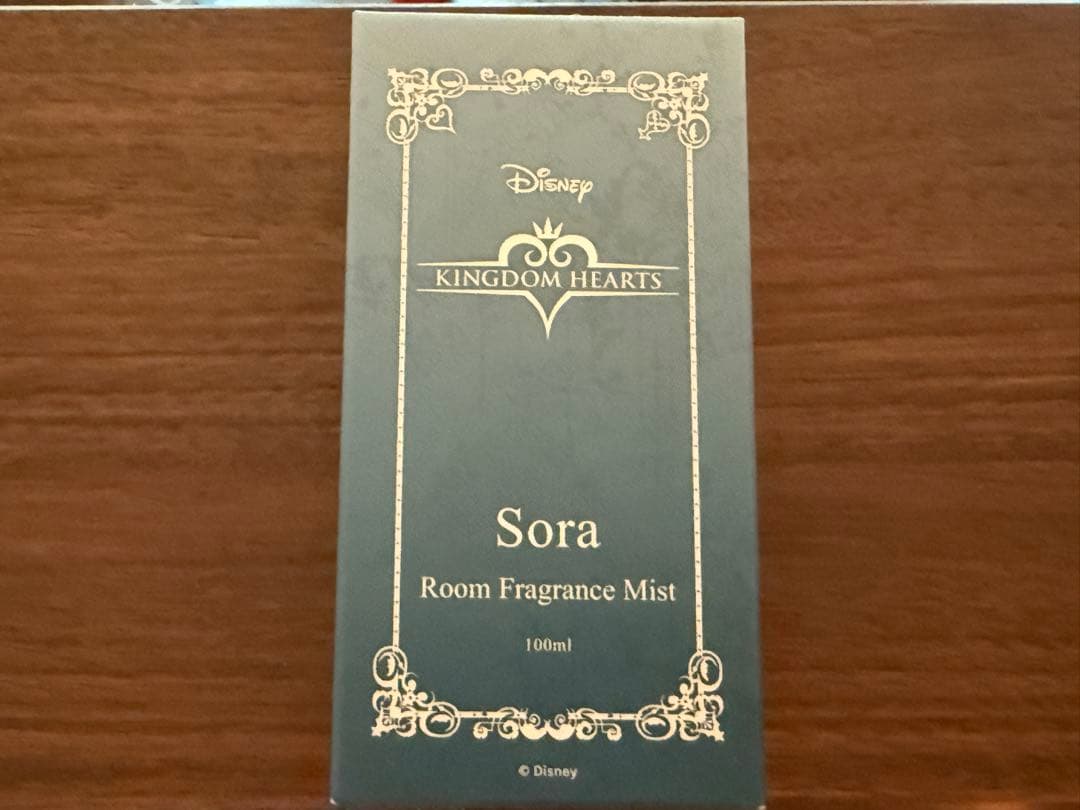 Disney
KINGDOM HEARTS
Sora
Room Fragrance Mist
100ml
© Disney